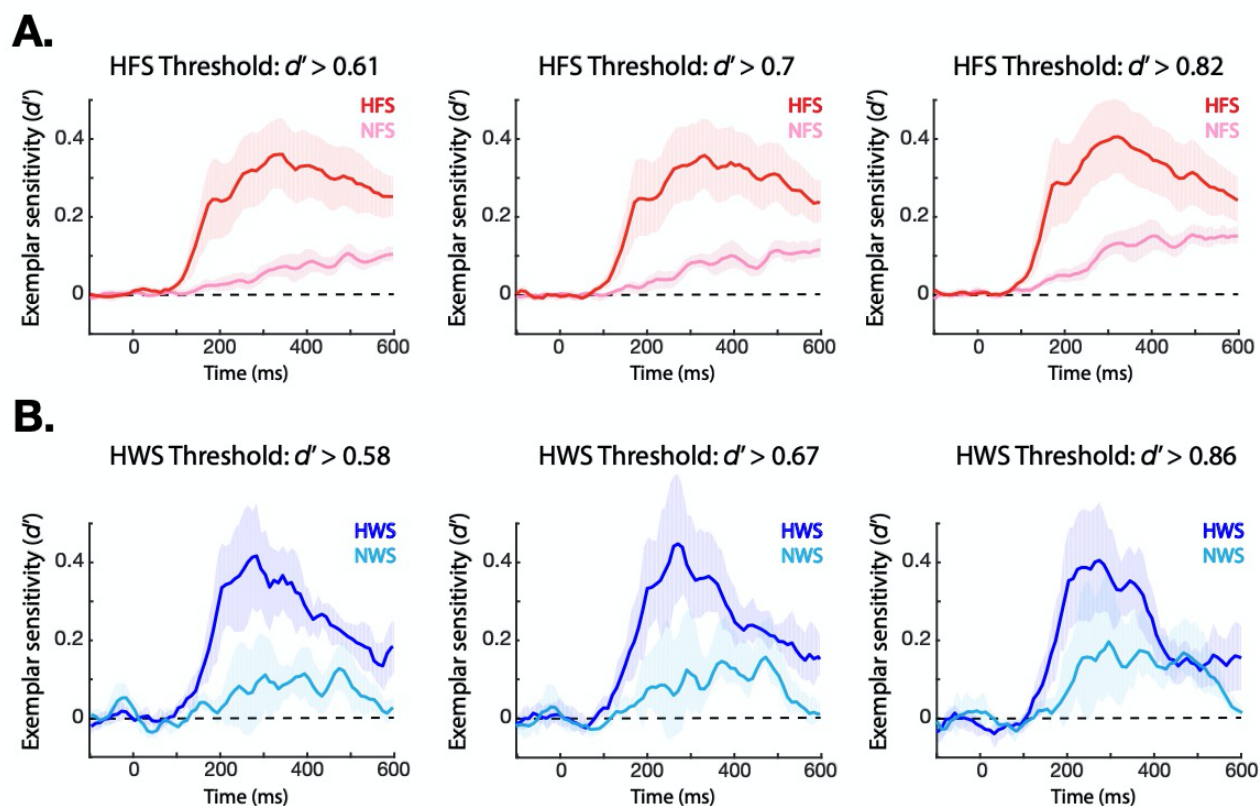 A.
HFS Threshold: d' > 0.61
HFS Threshold: d' > 0.7
HFS Threshold: d' > 0.82
Exemplar sensitivity (d')
0.4
0.2
0
HFS
NFS
0 200 400 600
Time (ms)
Exemplar sensitivity (d')
0.4
0.2
0
HFS
NFS
0 200 400 600
Time (ms)
Exemplar sensitivity (d')
0.4
0.2
0
HFS
NFS
0 200 400 600
Time (ms)
B.
HWS Threshold: d' > 0.58
HWS Threshold: d' > 0.67
HWS Threshold: d' > 0.86
Exemplar sensitivity (d')
0.4
0.2
0
HWS
NWS
0 200 400 600
Time (ms)
Exemplar sensitivity (d')
0.4
0.2
0
HWS
NWS
0 200 400 600
Time (ms)
Exemplar sensitivity (d')
0.4
0.2
0
HWS
NWS
0 200 400 600
Time (ms)